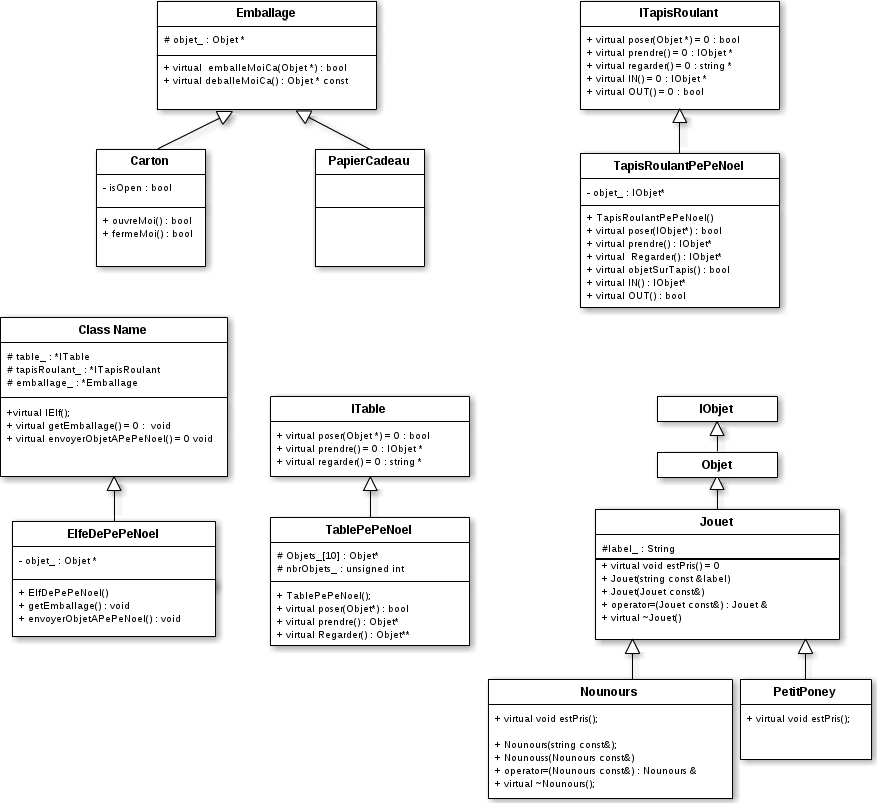 Emballage
# objet_ : Objet *
+ virtual  emballeMoiCa(Objet *) : bool
+ virtual deballeMoiCa() : Objet * const
Carton
- isOpen : bool
+ ouvreMoi() : bool
+ fermeMoi() : bool
PapierCadeau
ITapisRoulant
+ virtual poser(Objet *) = 0 : bool
+ virtual prendre() = 0 : IObjet *
+ virtual regarder() = 0 : string *
+ virtual IN() = 0 : IObjet *
+ virtual OUT() = 0 : bool
TapisRoulantPePeNoel
- objet_ : IObjet*
+ TapisRoulantPePeNoel()
+ virtual poser(IObjet*) : bool
+ virtual prendre() : IObjet*
+ virtual  Regarder() : IObjet*
+ virtual objetSurTapis() : bool
+ virtual IN() : IObjet*
+ virtual OUT() : bool
Class Name
# table_ : *ITable
# tapisRoulant_ : *ITapisRoulant
# emballage_ : *Emballage
+virtual IElf();
+ virtual getEmballage() = 0 :  void
+ virtual envoyerObjetAPePeNoel() = 0 void
ElfeDePePeNoel
- objet_ : Objet *
+ ElfDePePeNoel()
+ getEmballage() : void
+ envoyerObjetAPePeNoel() : void
ITable
+ virtual poser(Objet *) = 0 : bool
+ virtual prendre() = 0 : IObjet *
+ virtual regarder() = 0 : string *
TablePePeNoel
# Objets_[10] : Objet*
# nbrObjets_ : unsigned int
+ TablePePeNoel();
+ virtual poser(Objet*) : bool
+ virtual prendre() : Objet*
+ virtual Regarder() : Objet**
IObjet
Objet
Jouet
#label_ : String
+ virtual void estPris() = 0
+ Jouet(string const &label)
+ Jouet(Jouet const&)
+ operator=(Jouet const&) : Jouet &
+ virtual ~Jouet()
Nounours
+ virtual void estPris();
+ Nounours(string const&);
+ Nounouss(Nounours const&)
+ operator=(Nounours const&) : Nounours &
+ virtual ~Nounours();
PetitPoney
+ virtual void estPris();